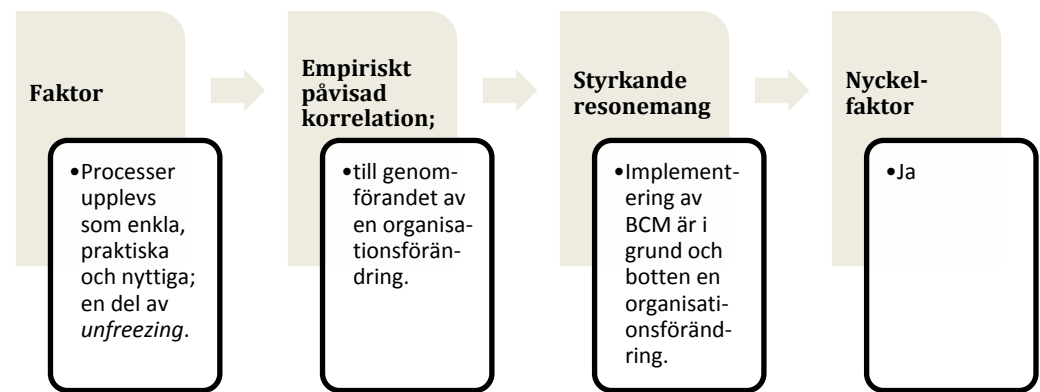 Faktor
•Processer
upplevs
som enkla,
praktiska
och nyttiga;
en del av
unfreezing.
Empiriskt
påvisad
korrelation;
•till genom-
förandet av
en organisa-
tionsförän-
dring.
Styrkande
resonemang
•Implement-
ering av
BCM är i
grund och
botten en
organisati-
onsföränd-
ring.
Nyckel-
faktor
•Ja